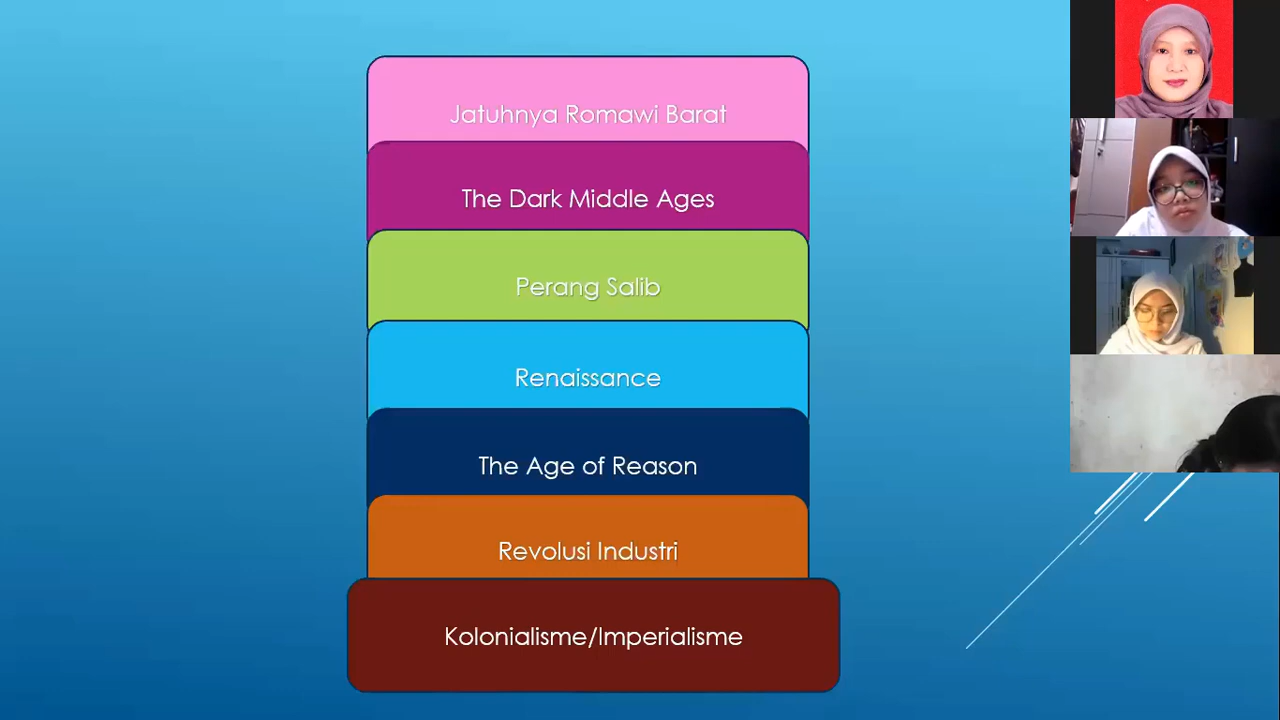 Jatuhnya Romawi Barat
The Dark Middle Ages
Perang Salib
Renaissance
The Age of Reason
Revolusi Industri
Kolonialisme/Imperialisme